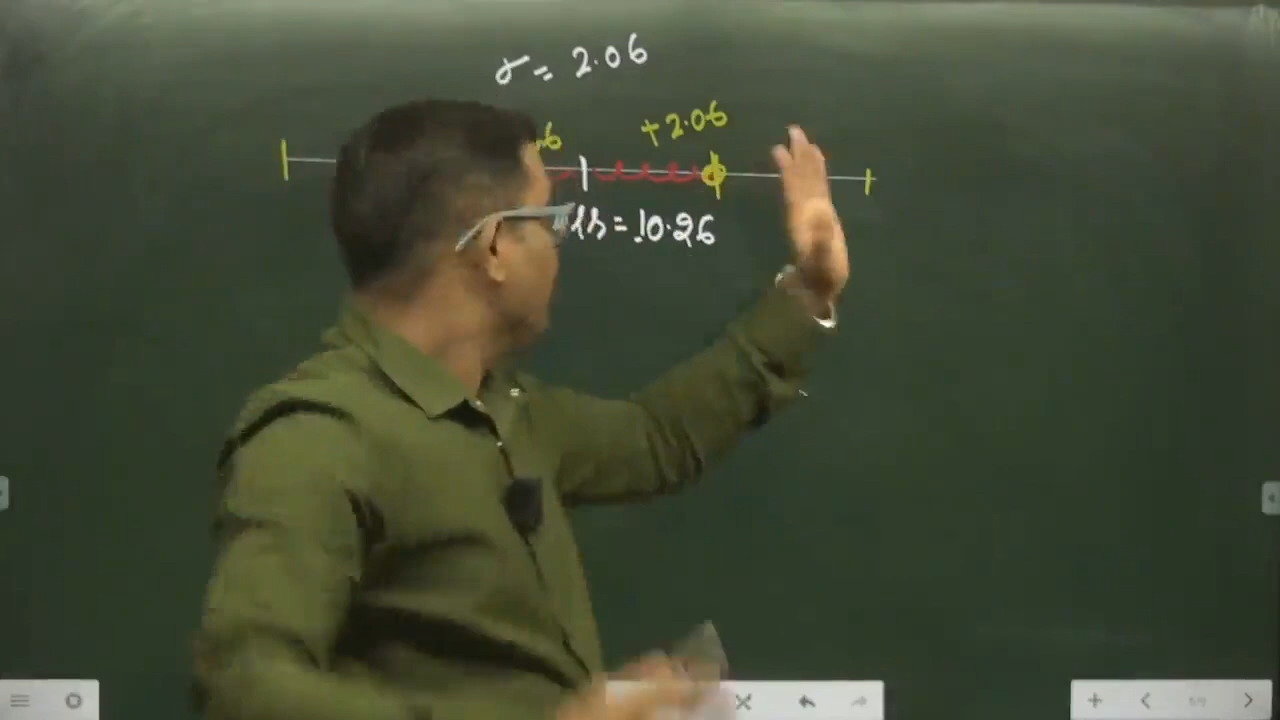 σ = 2.06
+2.06
= 10.26